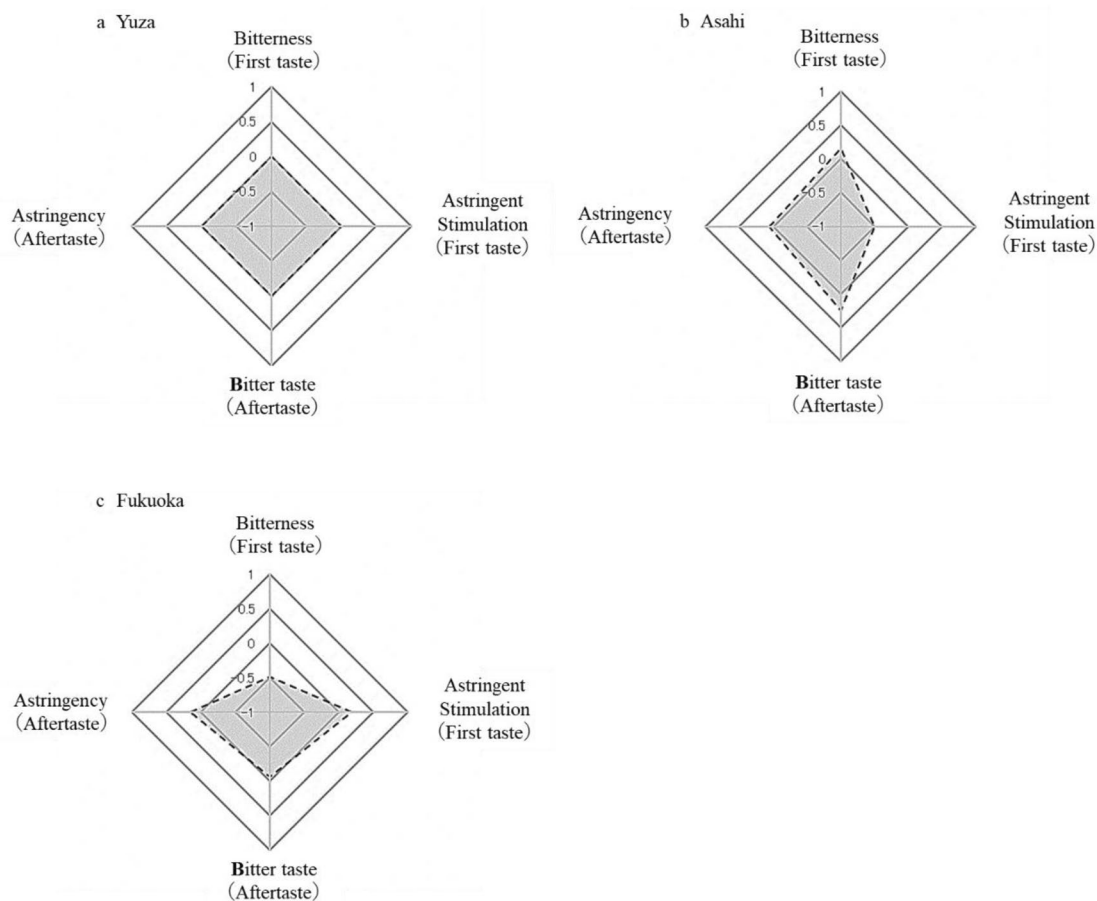 a Yuza
Bitterness
(First taste)
1
0.5
0
-0.5
-1
Astringency
(Aftertaste)
Astringent
Stimulation
(First taste)
Bitter taste
(Aftertaste)
b Asahi
Bitterness
(First taste)
1
0.5
0
-0.5
-1
Astringency
(Aftertaste)
Astringent
Stimulation
(First taste)
Bitter taste
(Aftertaste)
c Fukuoka
Bitterness
(First taste)
1
0.5
0
-0.5
-1
Astringency
(Aftertaste)
Astringent
Stimulation
(First taste)
Bitter taste
(Aftertaste)